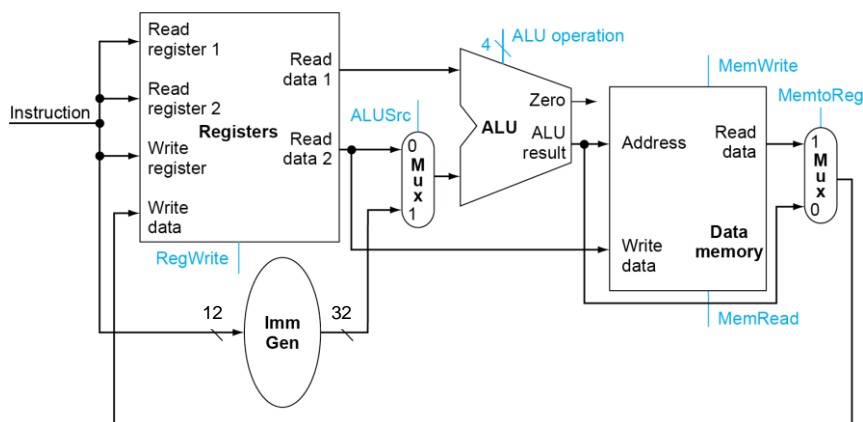 Instruction
Read
register 1
Read
register 2
Write
register
Write
data
Registers
Read
data 1
Read
data 2
RegWrite
12
Imm
Gen
32
ALUSrc
0
M
u
x
1
4
ALU operation
Zero
ALU
ALU
result
MemWrite
Address
Read
data
Write
data
Data
memory
MemRead
MemtoReg
1
M
u
x
0